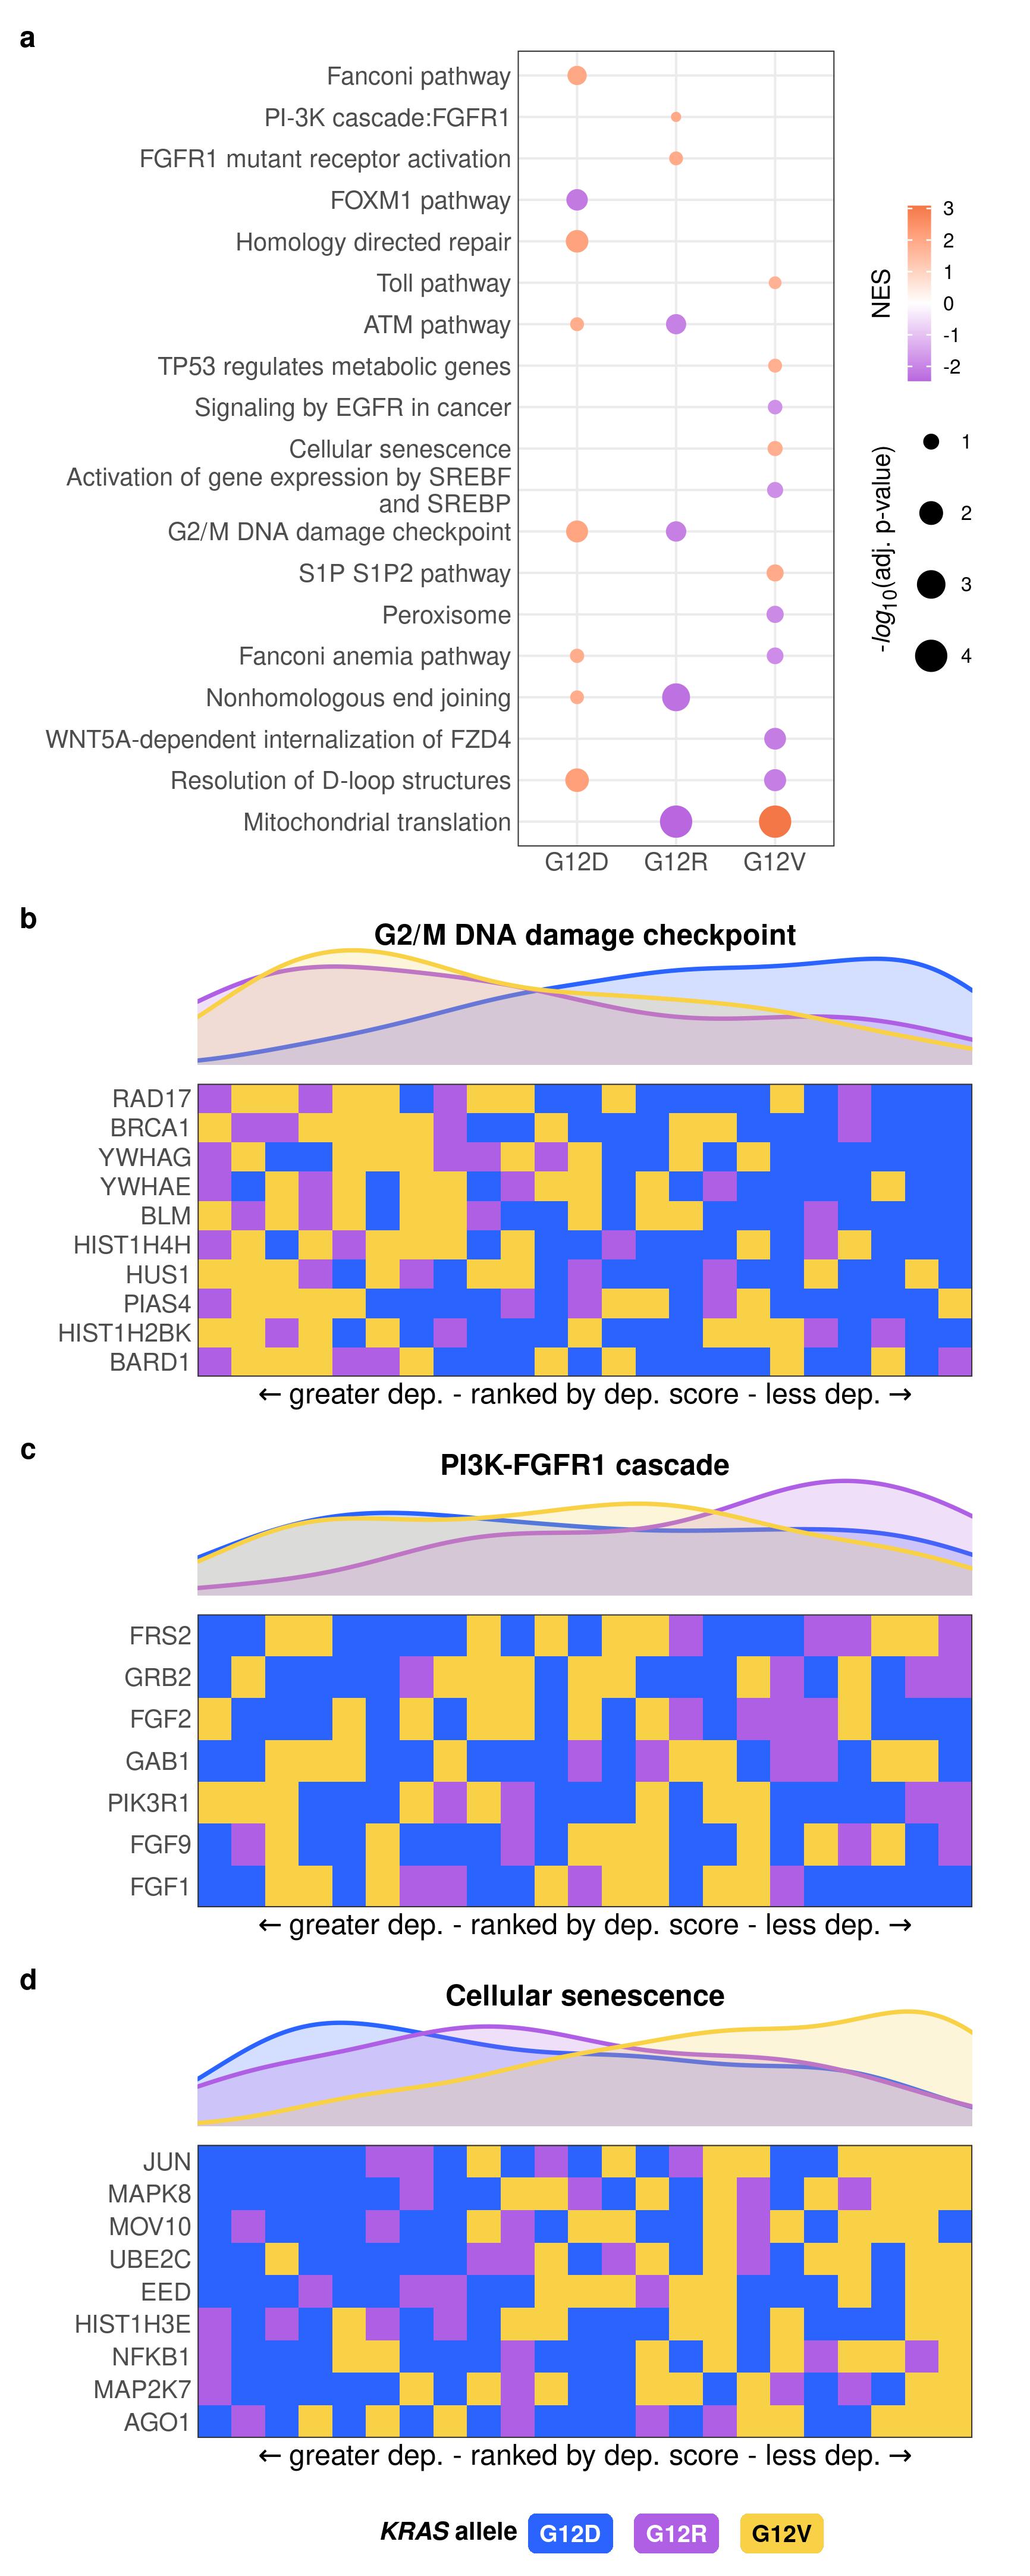 a
Fanconi pathway
PI-3K cascade:FGFR1
FGFR1 mutant receptor activation
FOXM1 pathway
Homology directed repair
Toll pathway
ATM pathway
TP53 regulates metabolic genes
Signaling by EGFR in cancer
Cellular senescence
Activation of gene expression by SREBF
and SREBP
G2/M DNA damage checkpoint
S1P S1P2 pathway
Peroxisome
Fanconi anemia pathway
Nonhomologous end joining
WNT5A-dependent internalization of FZD4
Resolution of D-loop structures
Mitochondrial translation
G12D G12R G12V
NES
3
2
1
0
-1
-2
-log10(adj. p-value)
1
2
3
4
b
G2/M DNA damage checkpoint
RAD17
BRCA1
YWHAG
YWHAE
BLM
HIST1H4H
HUS1
PIAS4
HIST1H2BK
BARD1
← greater dep. - ranked by dep. score - less dep. →
c
PI3K-FGFR1 cascade
FRS2
GRB2
FGF2
GAB1
PIK3R1
FGF9
FGF1
← greater dep. - ranked by dep. score - less dep. →
d
Cellular senescence
JUN
MAPK8
MOV10
UBE2C
EED
HIST1H3E
NFKB1
MAP2K7
AGO1
← greater dep. - ranked by dep. score - less dep. →
KRAS allele G12D G12R G12V